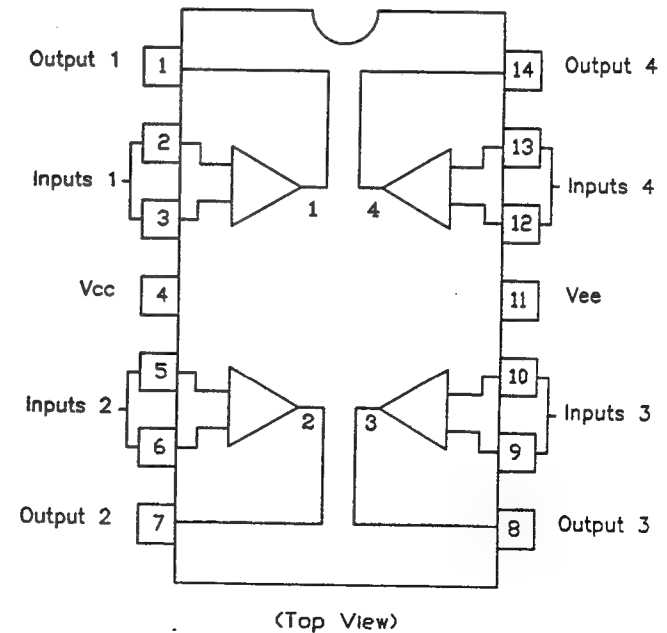 Output 1
1
14
Output 4
2
13
Inputs 1
Inputs 4
3
12
1
4
Vcc
4
11
Vee
5
10
Inputs 2
Inputs 3
2
3
6
9
Output 2
7
8
Output 3
(Top View)